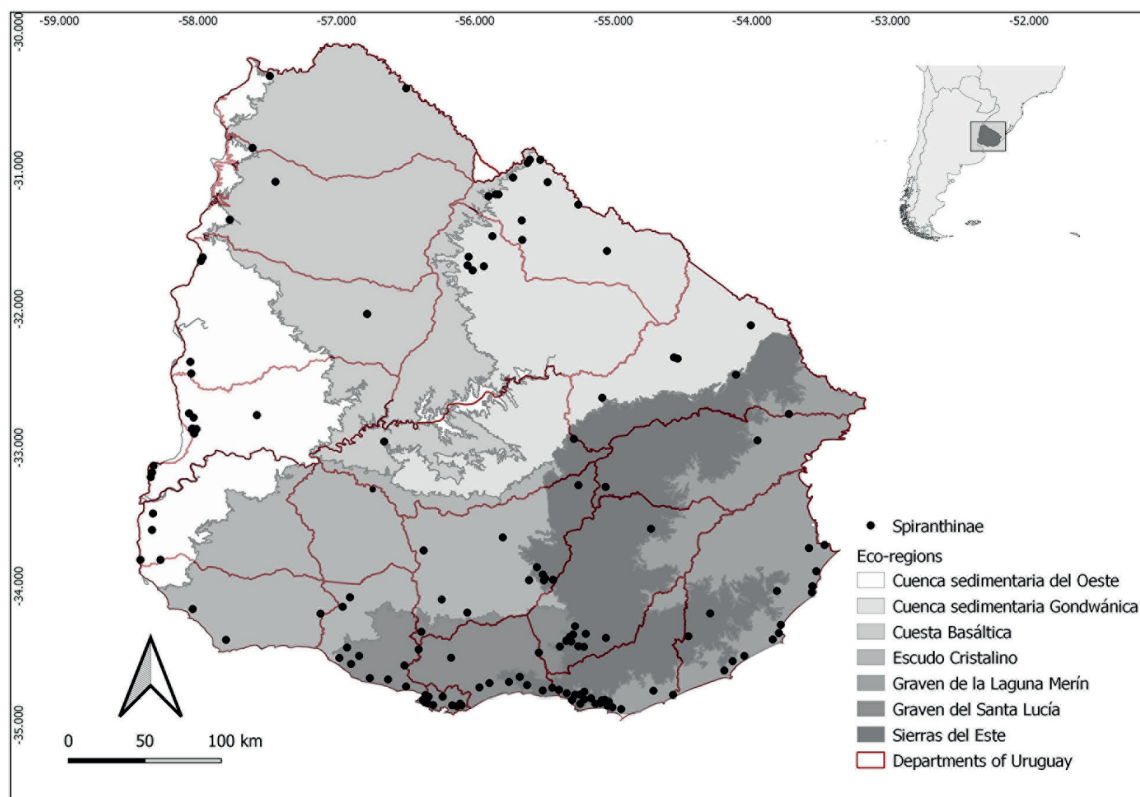 -59.000 -58.000 -57.000 -56.000 -55.000 -54.000 -53.000 -52.000
-30.000
-31.000
-32.000
-33.000
-34.000
-35.000
Spiranthinae
Eco-regions
Cuenca sedimentaria del Oeste
Cuenca sedimentaria Gondwánica
Cuesta Basáltica
Escudo Cristalino
Graven de la Laguna Merín
Graven del Santa Lucía
Sierras del Este
Departments of Uruguay
0 50 100 km